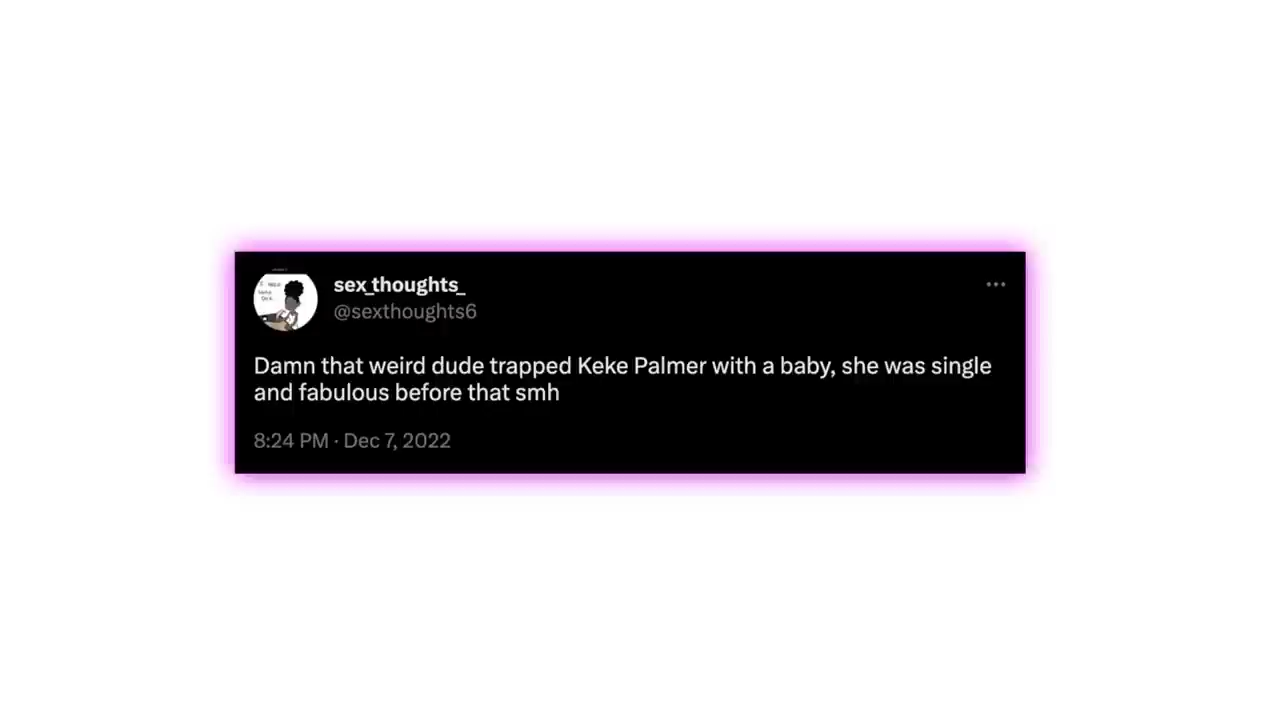 sex_thoughts_
@sexthoughts6
Damn that weird dude trapped Keke Palmer with a baby, she was single
and fabulous before that smh
8:24 PM · Dec 7, 2022